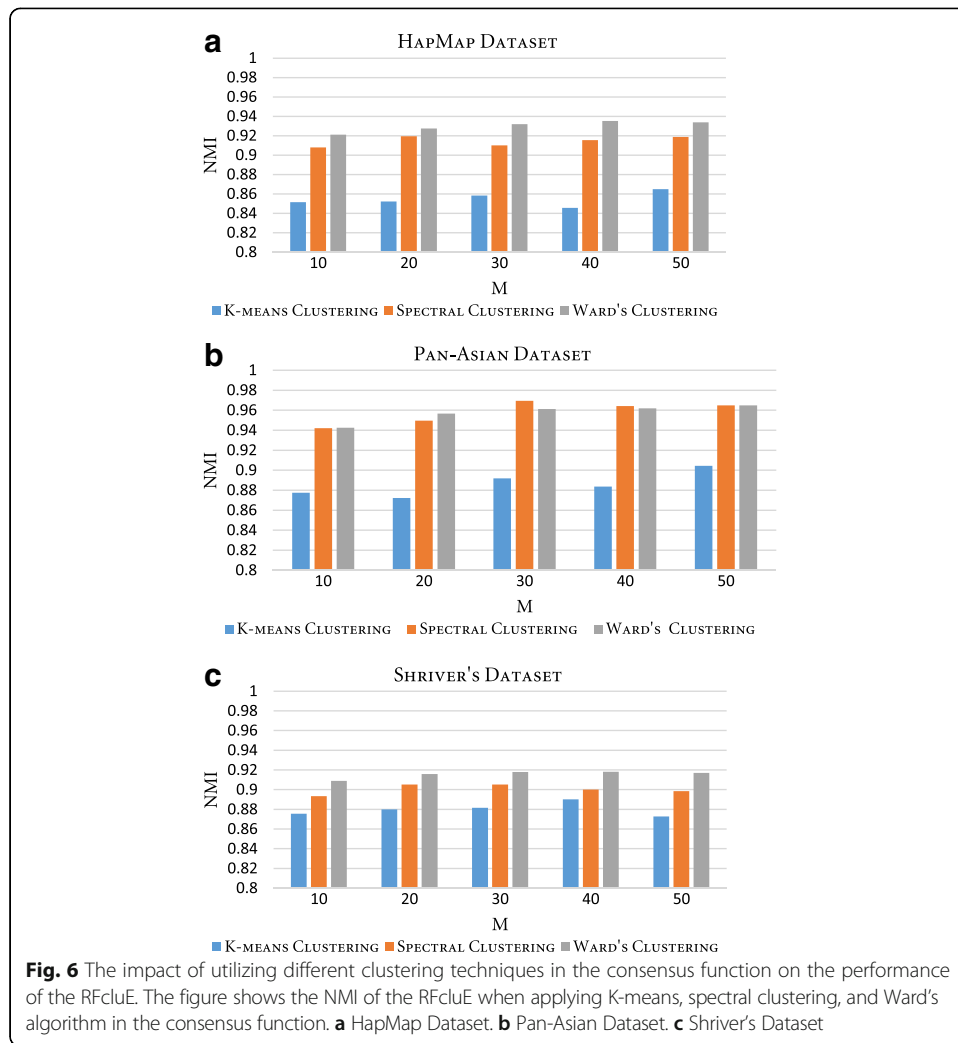 a
HAPMAP DATASET
1
0.98
0.96
0.94
0.92
0.9
0.88
0.86
0.84
0.82
0.8
NMI
10 20 30 40 50
M
K-MEANS CLUSTERING SPECTRAL CLUSTERING WARD'S CLUSTERING
b
PAN-ASIAN DATASET
1
0.98
0.96
0.94
0.92
0.9
0.88
0.86
0.84
0.82
0.8
NMI
10 20 30 40 50
M
K-MEANS CLUSTERING SPECTRAL CLUSTERING WARD'S CLUSTERING
c
SHRIVER'S DATASET
1
0.98
0.96
0.94
0.92
0.9
0.88
0.86
0.84
0.82
0.8
NMI
10 20 30 40 50
M
K-MEANS CLUSTERING SPECTRAL CLUSTERING WARD'S CLUSTERING
Fig. 6 The impact of utilizing different clustering techniques in the consensus function on the performance
of the RFcluE. The figure shows the NMI of the RFcluE when applying K-means, spectral clustering, and Ward's
algorithm in the consensus function. a HapMap Dataset. b Pan-Asian Dataset. c Shriver's Dataset